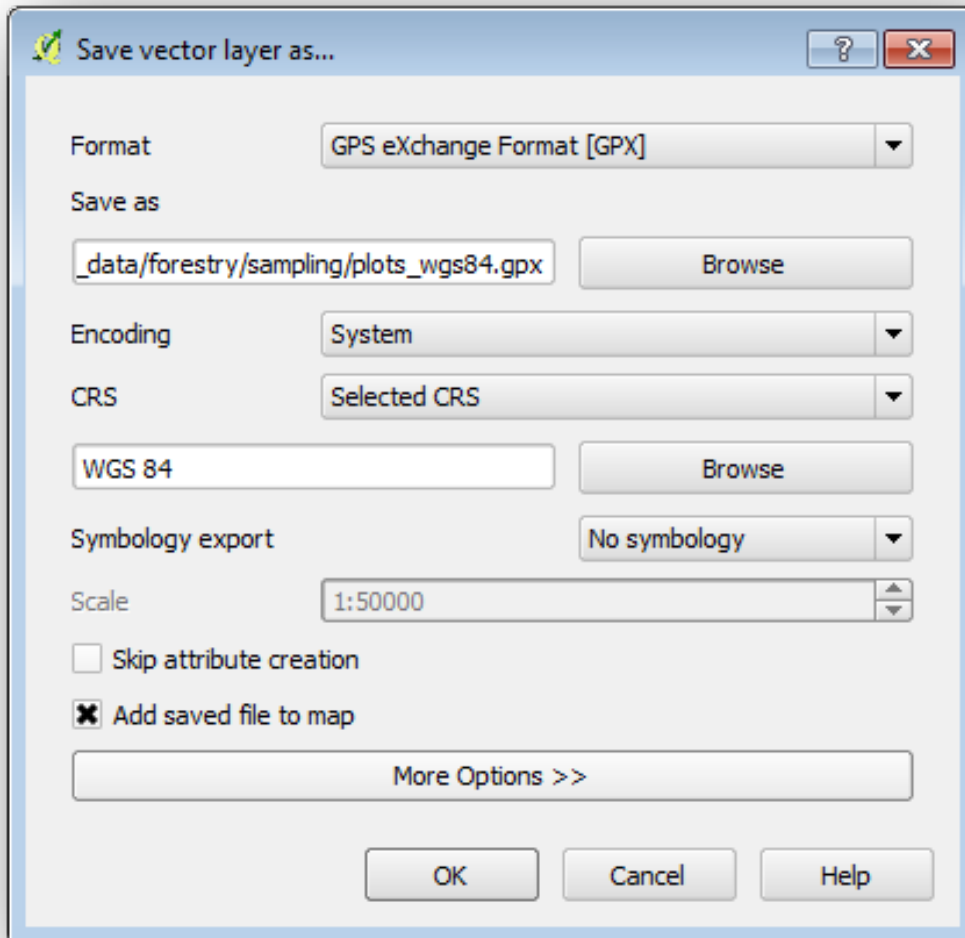 Save vector layer as...
?
Format GPS eXchange Format [GPX]
Save as
_data/forestry/sampling/plots_wgs84.gpx Browse
Encoding System
CRS Selected CRS
WGS 84 Browse
Symbology export No symbology
Scale 1:50000
Skip attribute creation
Add saved file to map
More Options >>
OK Cancel Help